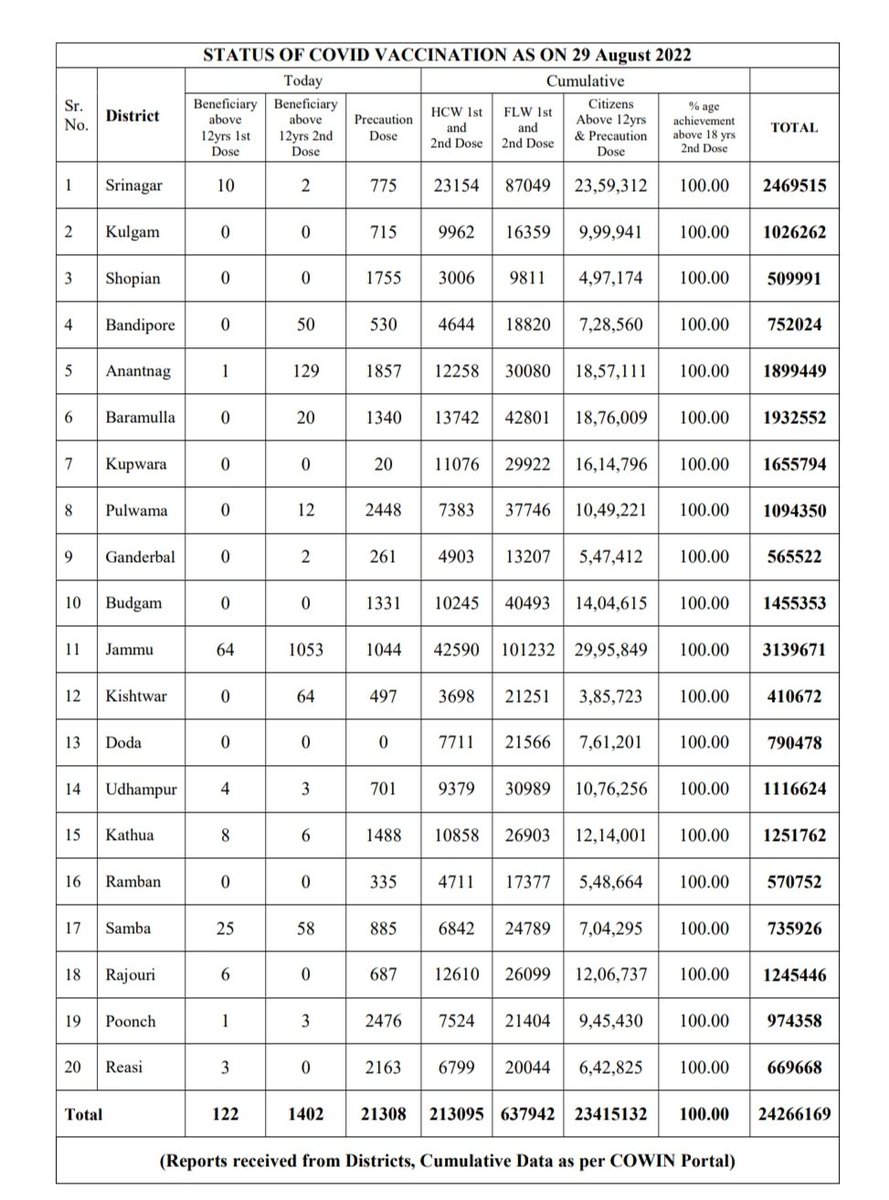 STATUS OF COVID VACCINATION AS ON 29 August 2022
Today Cumulative
Sr. No. District Beneficiary above 12yrs 1st Dose Beneficiary above 12yrs 2nd Dose Precaution Dose HCW 1st and 2nd Dose FLW 1st and 2nd Dose Citizens Above 12yrs & Precaution Dose % age achievement above 18 yrs 2nd Dose TOTAL
1 Srinagar 10 2 775 23154 87049 23,59,312 100.00 2469515
2 Kulgam 0 0 715 9962 16359 9,99,941 100.00 1026262
3 Shopian 0 0 1755 3006 9811 4,97,174 100.00 509991
4 Bandipore 0 50 530 4644 18820 7,28,560 100.00 752024
5 Anantnag 1 129 1857 12258 30080 18,57,111 100.00 1899449
6 Baramulla 0 20 1340 13742 42801 18,76,009 100.00 1932552
7 Kupwara 0 0 20 11076 29922 16,14,796 100.00 1655794
8 Pulwama 0 12 2448 7383 37746 10,49,221 100.00 1094350
9 Ganderbal 0 2 261 4903 13207 5,47,412 100.00 565522
10 Budgam 0 0 1331 10245 40493 14,04,615 100.00 1455353
11 Jammu 64 1053 1044 42590 101232 29,95,849 100.00 3139671
12 Kishtwar 0 64 497 3698 21251 3,85,723 100.00 410672
13 Doda 0 0 0 7711 21566 7,61,201 100.00 790478
14 Udhampur 4 3 701 9379 30989 10,76,256 100.00 1116624
15 Kathua 8 6 1488 10858 26903 12,14,001 100.00 1251762
16 Ramban 0 0 335 4711 17377 5,48,664 100.00 570752
17 Samba 25 58 885 6842 24789 7,04,295 100.00 735926
18 Rajouri 6 0 687 12610 26099 12,06,737 100.00 1245446
19 Poonch 1 3 2476 7524 21404 9,45,430 100.00 974358
20 Reasi 3 0 2163 6799 20044 6,42,825 100.00 669668
Total 122 1402 21308 213095 637942 23415132 100.00 24266169
(Reports received from Districts, Cumulative Data as per COWIN Portal)